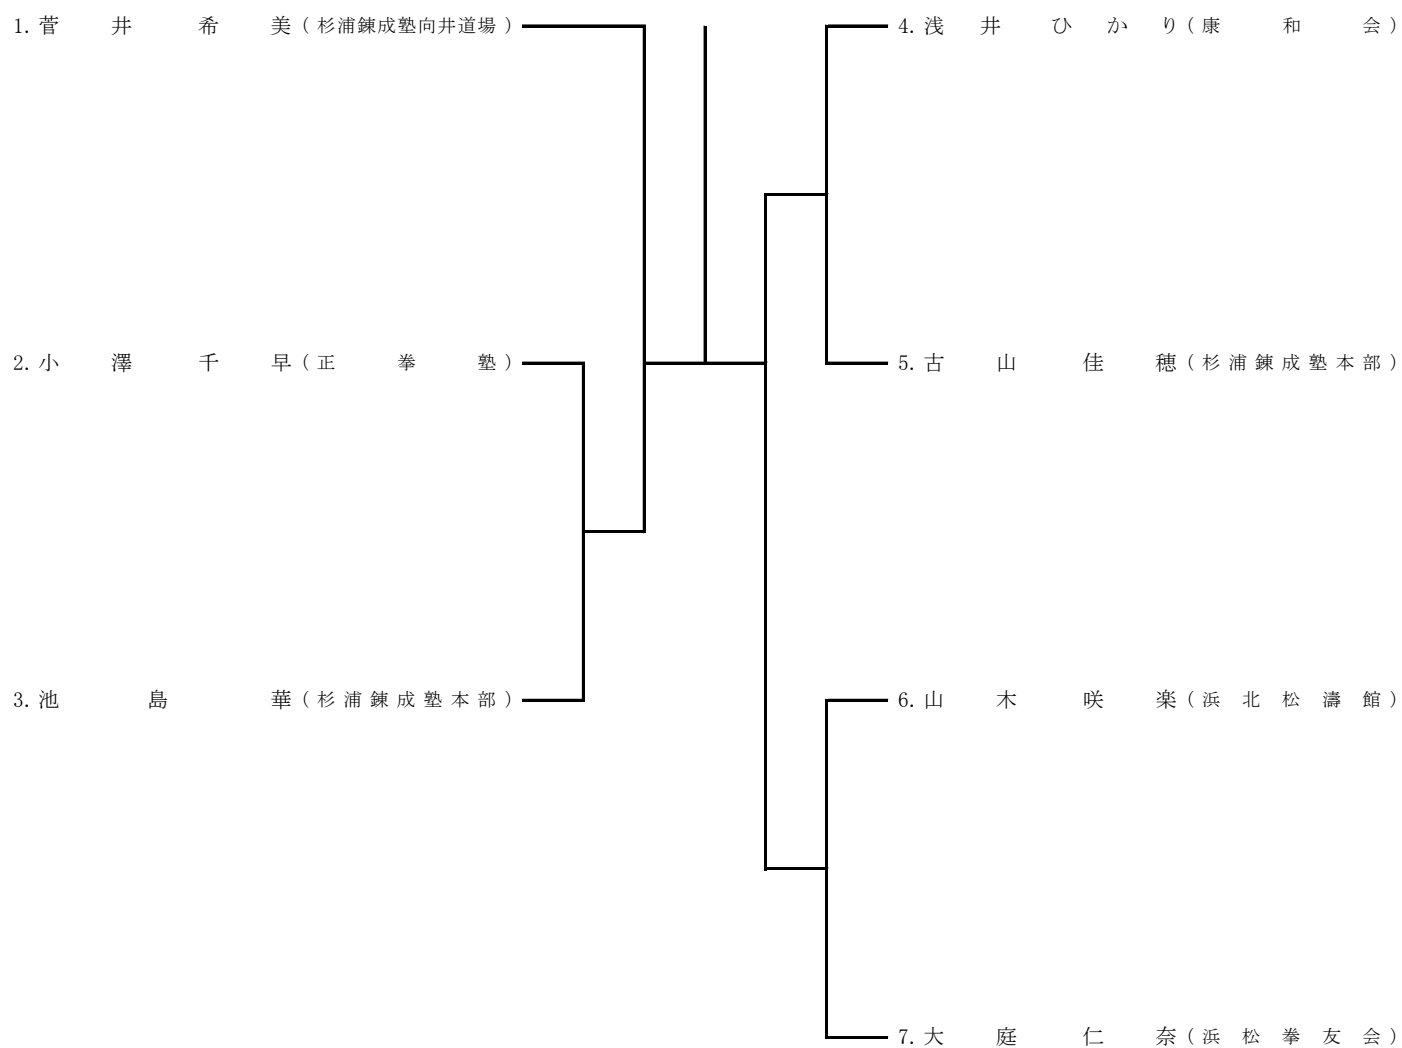 1. 菅井希美 (杉浦錬成塾向井道場)
2. 小澤千早 (正拳塾)
3. 池島華 (杉浦錬成塾本部)
4. 浅井ひかり (康和会)
5. 古山佳穂 (杉浦錬成塾本部)
6. 山木咲楽 (浜北松濤館)
7. 大庭仁奈 (浜松拳友会)